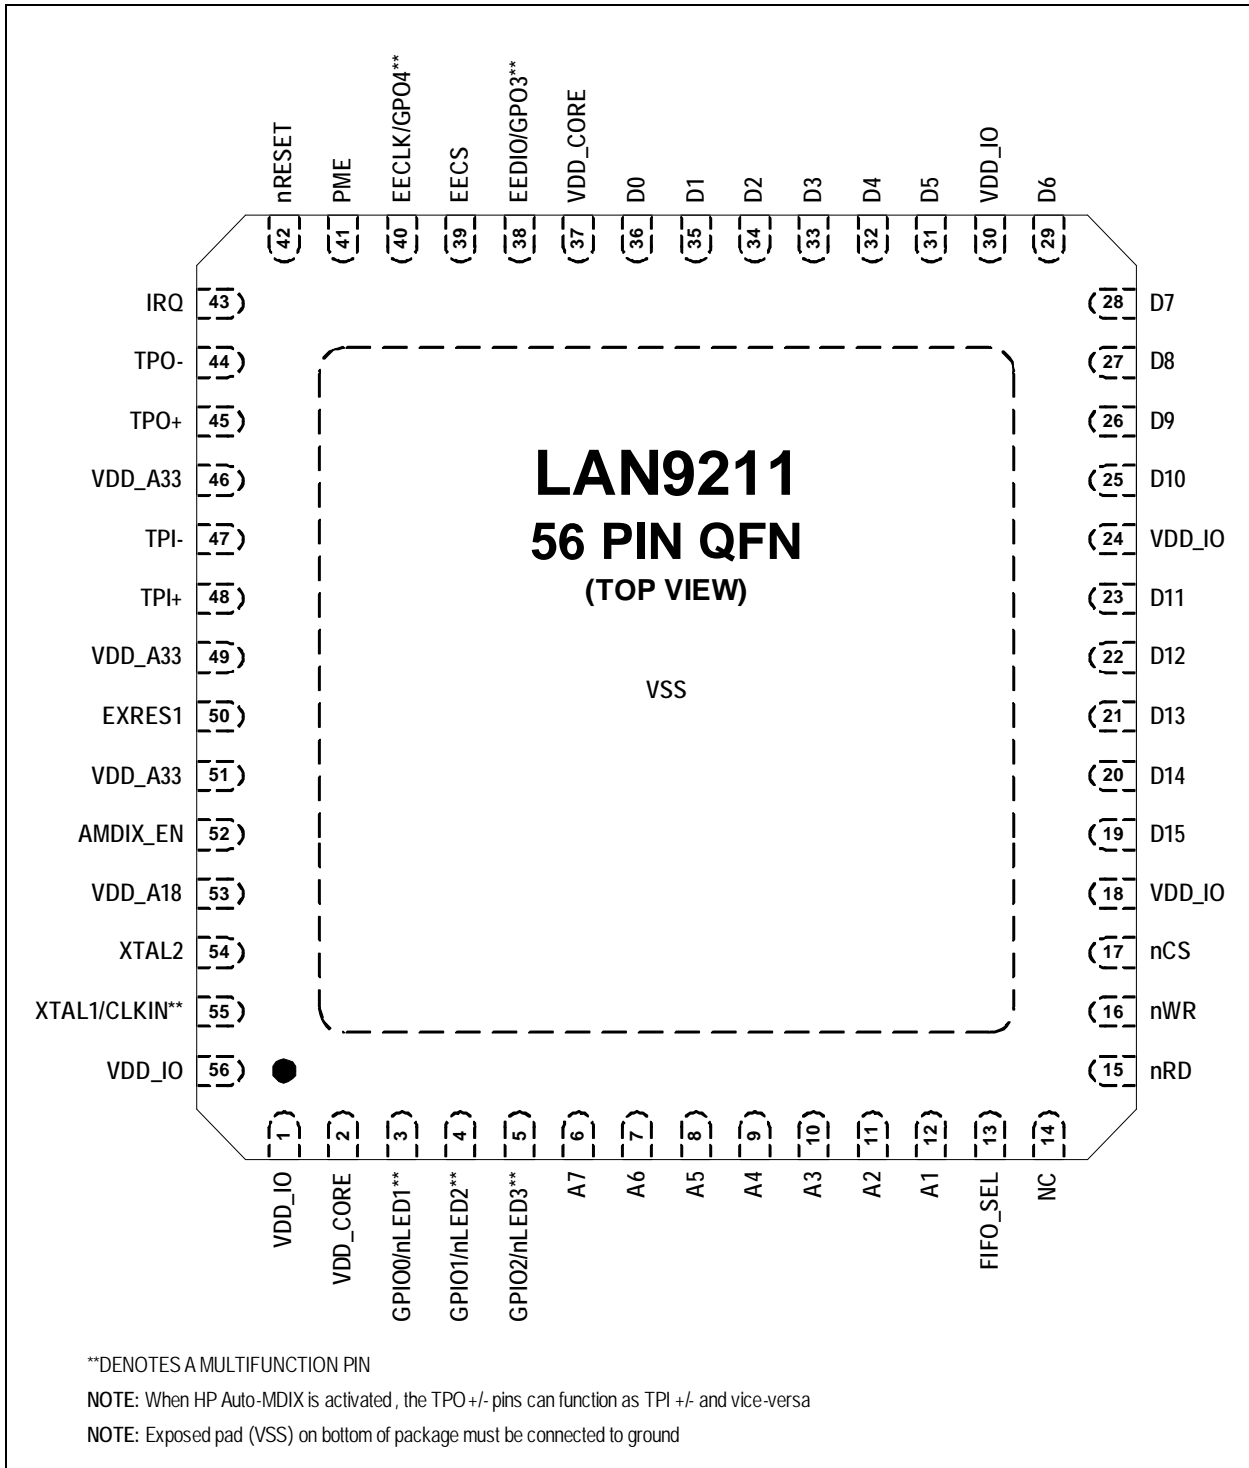 nRESET
PME
EECLK/GPO4**
EECS
EEDIO/GPO3**
VDD_CORE
D0
D1
D2
D3
D4
D5
VDD_IO
D6
42
41
40
39
38
37
36
35
34
33
32
31
30
29
IRQ 43
TPO- 44
TPO+ 45
VDD_A33 46
TPI- 47
TPI+ 48
VDD_A33 49
EXRES1 50
VDD_A33 51
AMDIX_EN 52
VDD_A18 53
XTAL2 54
XTAL1/CLKIN** 55
VDD_IO 56
LAN9211
56 PIN QFN
(TOP VIEW)
VSS
28 D7
27 D8
26 D9
25 D10
24 VDD_IO
23 D11
22 D12
21 D13
20 D14
19 D15
18 VDD_IO
17 nCS
16 nWR
15 nRD
1
2
3
4
5
6
7
8
9
10
11
12
13
14
VDD_IO
VDD_CORE
GPIO0/nLED1**
GPIO1/nLED2**
GPIO2/nLED3**
A7
A6
A5
A4
A3
A2
A1
FIFO_SEL
NC
**DENOTES A MULTIFUNCTION PIN
NOTE: When HP Auto-MDIX is activated, the TPO+/- pins can function as TPI +/- and vice-versa
NOTE: Exposed pad (VSS) on bottom of package must be connected to ground